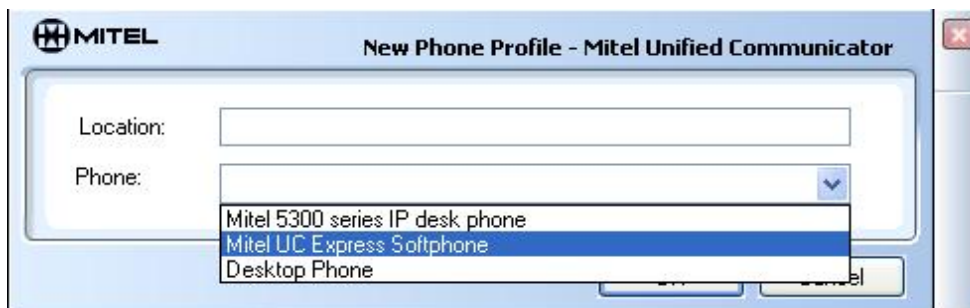 MITEL
New Phone Profile - Mitel Unified Communicator
Location:
Phone:
Mitel 5300 series IP desk phone
Mitel UC Express Softphone
Desktop Phone